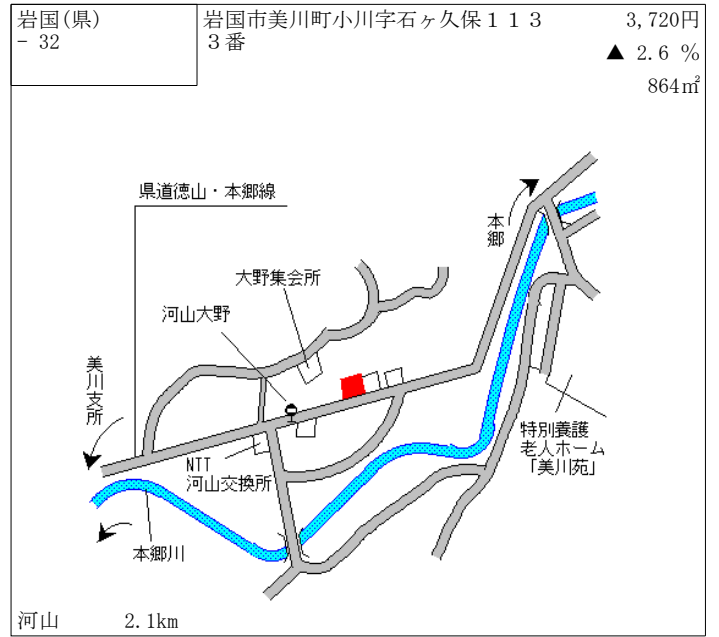 岩国(県)
- 32
岩国市美川町小川字石ヶ久保１１３
３番
3,720円
▲ 2.6 %
864㎡
県道徳山・本郷線
本郷
大野集会所
河山大野
美川支所
特別養護
老人ホーム
「美川苑」
NTT
河山交換所
本郷川
河山 2.1km